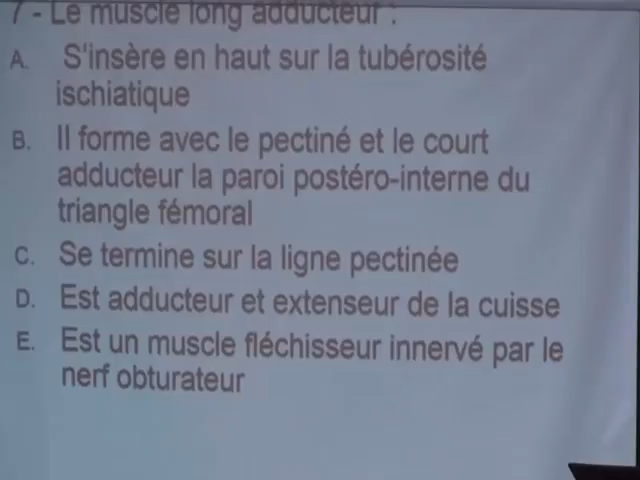 7 - Le muscle long adducteur :
A. S'insère en haut sur la tubérosité
ischiatique
B. Il forme avec le pectiné et le court
adducteur la paroi postéro-interne du
triangle fémoral
C. Se termine sur la ligne pectinée
D. Est adducteur et extenseur de la cuisse
E. Est un muscle fléchisseur innervé par le
nerf obturateur